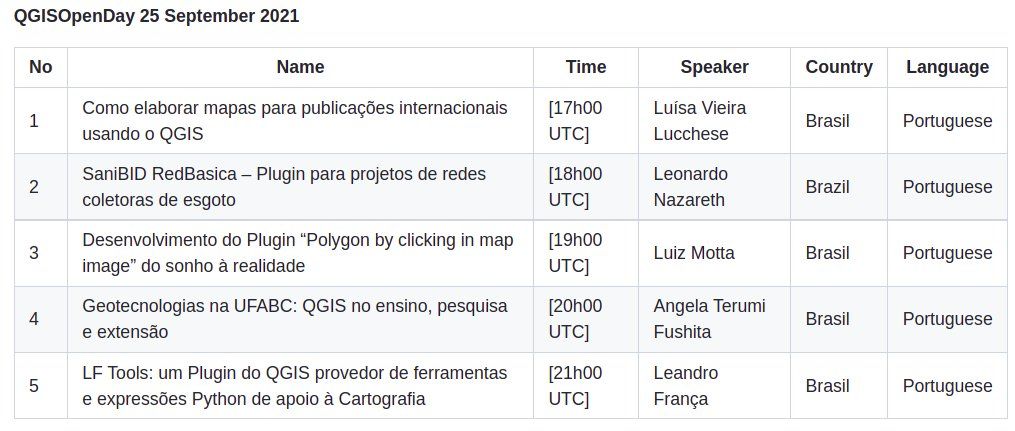 QGISOpenDay 25 September 2021
No Name Time Speaker Country Language
1 Como elaborar mapas para publicações internacionais usando o QGIS [17h00 UTC] Luísa Vieira Lucchese Brasil Portuguese
2 SaniBID RedBasica – Plugin para projetos de redes coletoras de esgoto [18h00 UTC] Leonardo Nazareth Brazil Portuguese
3 Desenvolvimento do Plugin “Polygon by clicking in map image” do sonho à realidade [19h00 UTC] Luiz Motta Brasil Portuguese
4 Geotecnologias na UFABC: QGIS no ensino, pesquisa e extensão [20h00 UTC] Angela Terumi Fushita Brasil Portuguese
5 LF Tools: um Plugin do QGIS provedor de ferramentas e expressões Python de apoio à Cartografia [21h00 UTC] Leandro França Brasil Portuguese